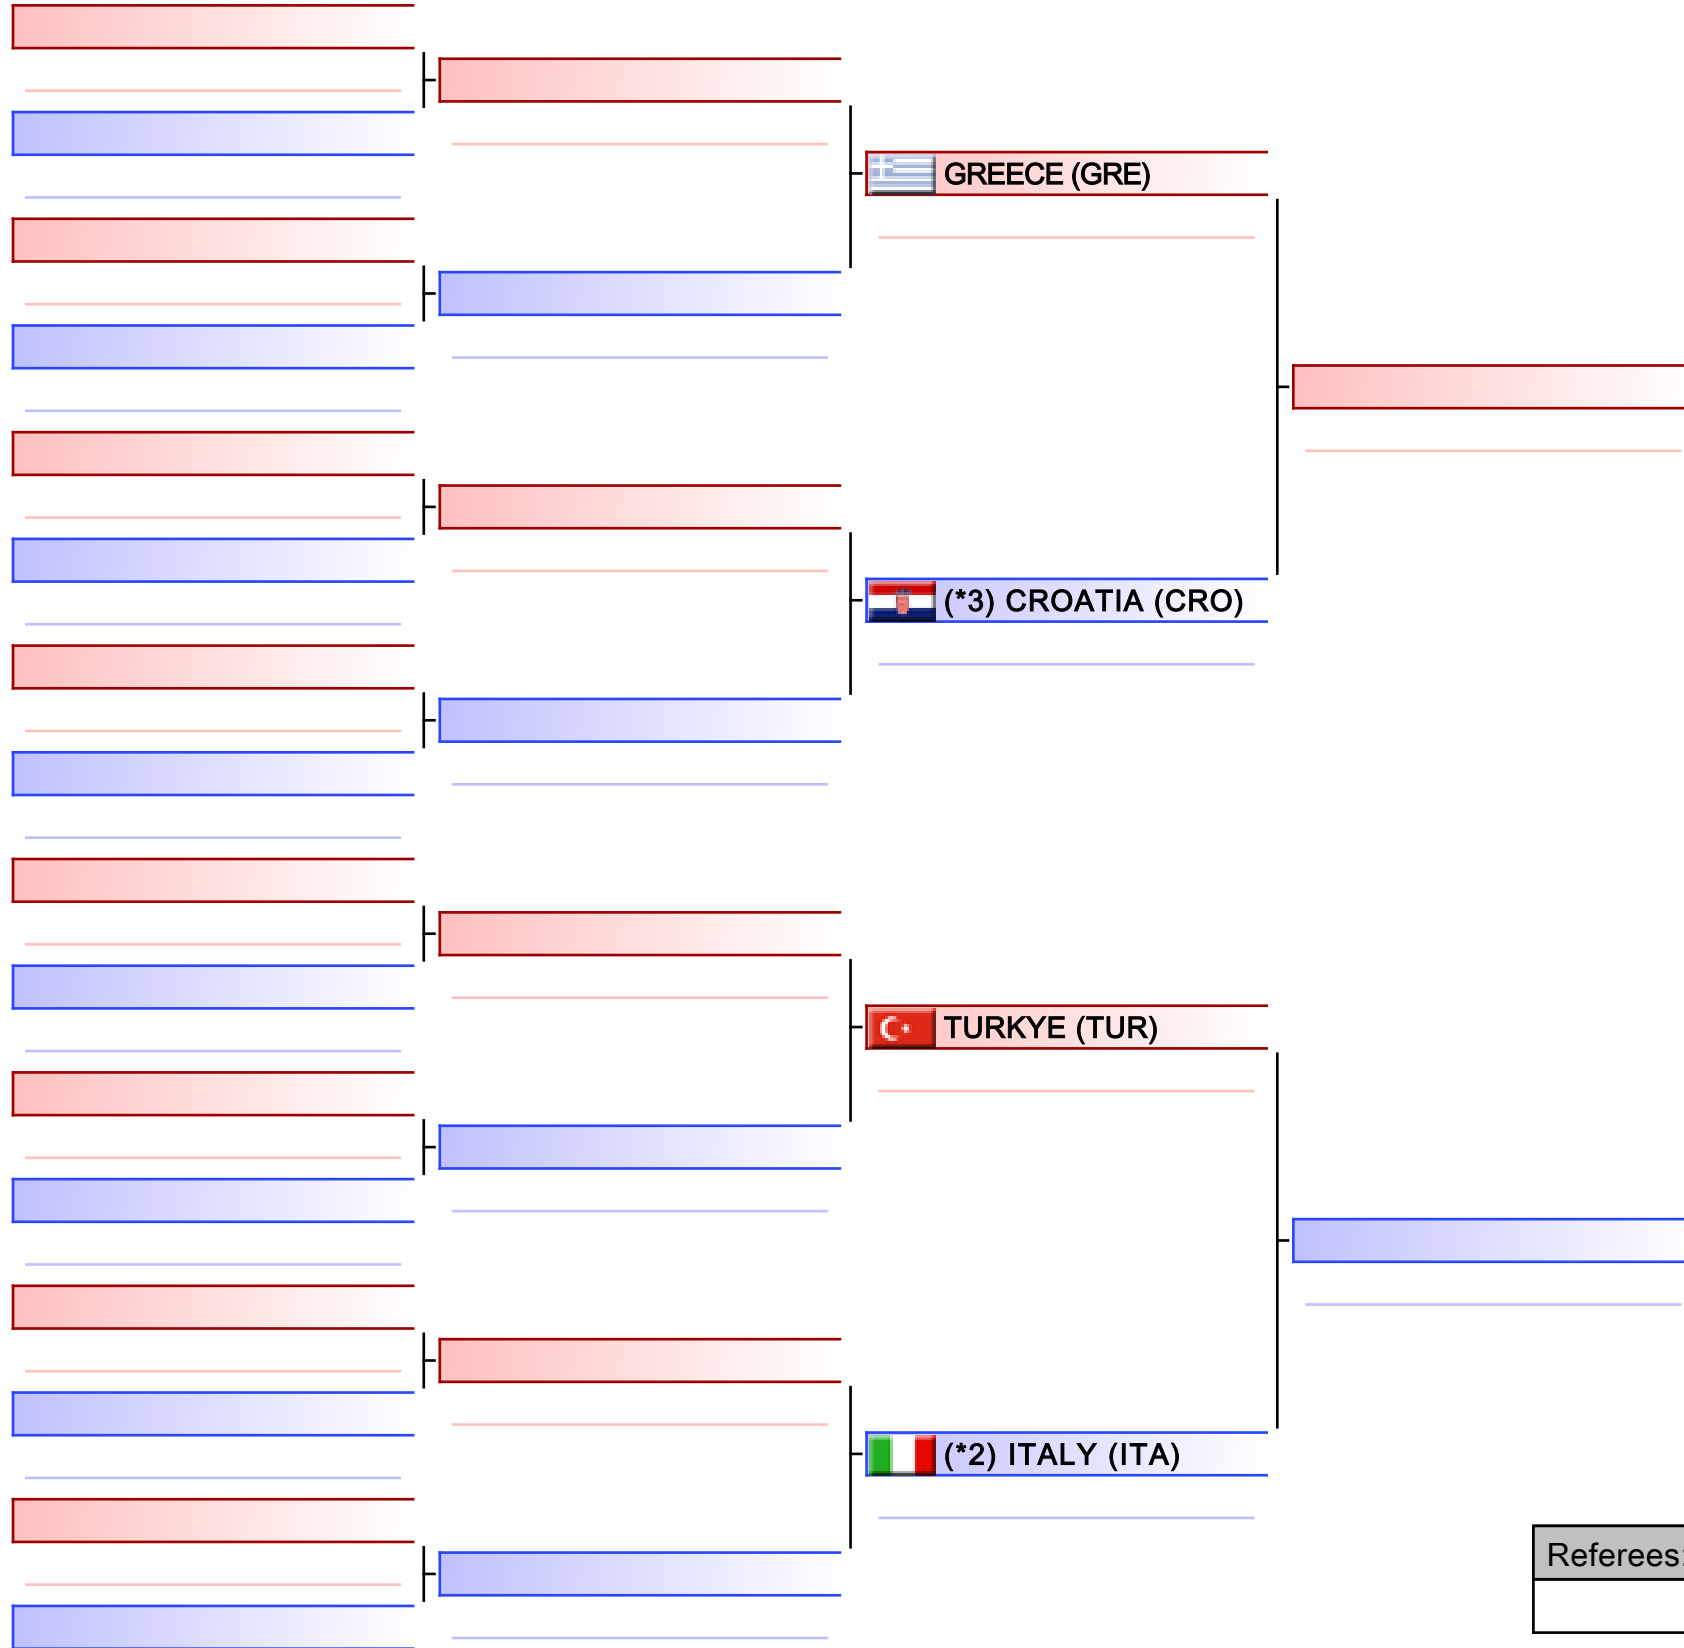 GREECE (GRE)
(*3) CROATIA (CRO)
TURKYE (TUR)
(*2) ITALY (ITA)
Referees: